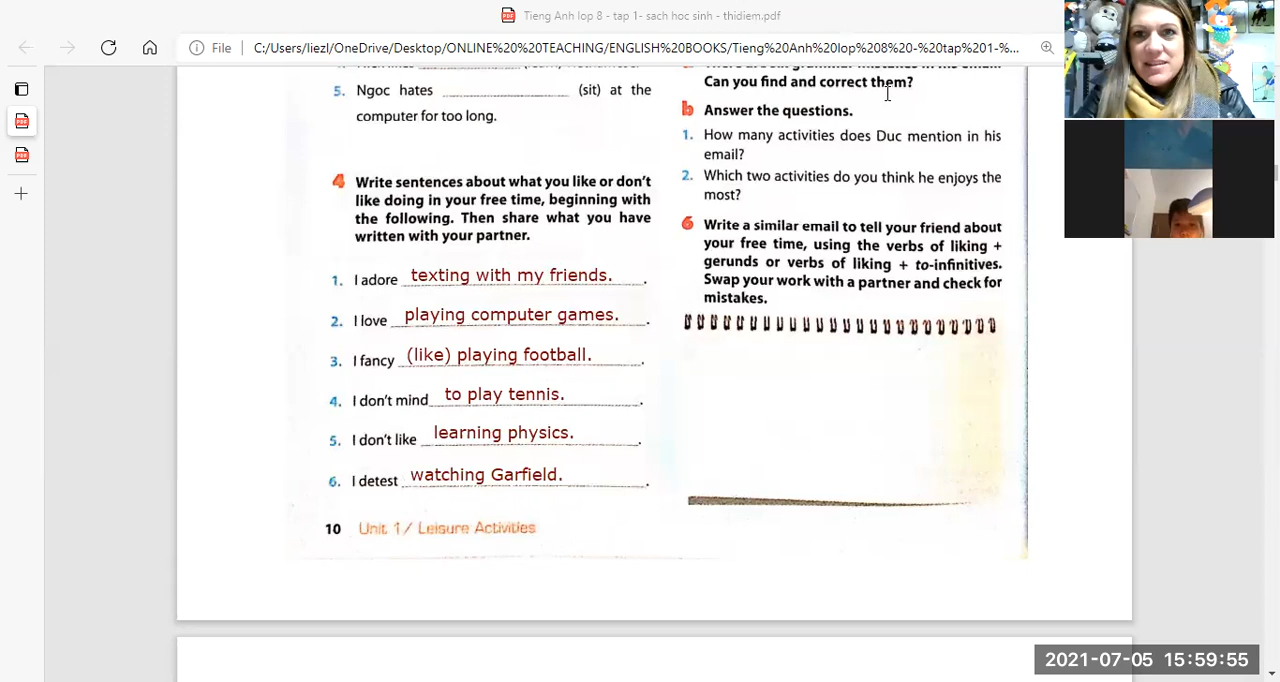 Tieng Anh lop 8 - tap 1- sach hoc sinh - thidiem.pdf
File C:/Users/liezl/OneDrive/Desktop/ONLINE%20%20TEACHING/ENGLISH%20BOOKS/Tieng%20Anh%20lop%208%20-%20tap%201-%...
5. Ngoc hates (sit) at the
computer for too long.
4 Write sentences about what you like or don't
like doing in your free time, beginning with
the following. Then share what you have
written with your partner.
1. I adore texting with my friends. .
2. I love playing computer games. .
3. I fancy (like) playing football. .
4. I don't mind to play tennis. .
5. I don't like learning physics. .
6. I detest watching Garfield. .
10 Unit 1/ Leisure Activities
Can you find and correct them?
b Answer the questions.
1. How many activities does Duc mention in his
email?
2. Which two activities do you think he enjoys the
most?
6 Write a similar email to tell your friend about
your free time, using the verbs of liking +
gerunds or verbs of liking + to-infinitives.
Swap your work with a partner and check for
mistakes.
2021-07-05 15:59:55